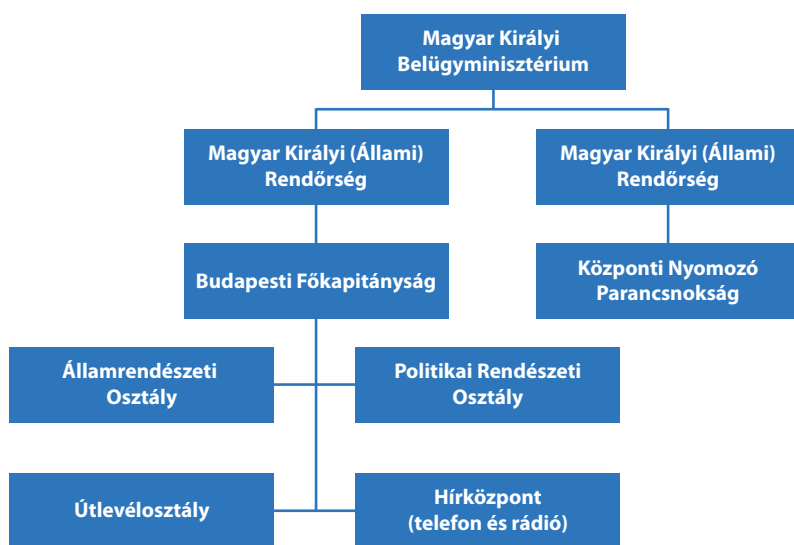 Magyar Királyi
Belügyminisztérium
Magyar Királyi (Állami)
Rendőrség
Magyar Királyi (Állami)
Rendőrség
Budapesti Főkapitányság
Központi Nyomozó
Parancsnokság
Államrendészeti
Osztály
Politikai Rendészeti
Osztály
Útlevélosztály
Hírközpont
(telefon és rádió)